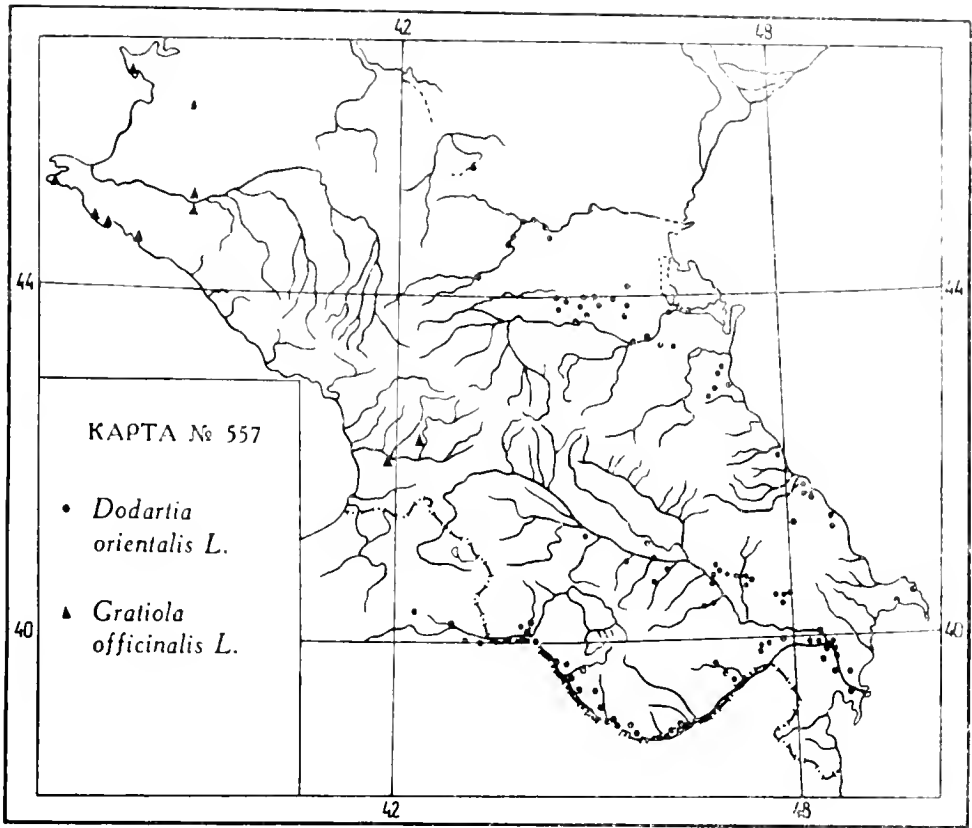 42
48
44
44
КАРТА № 557
Dodartia
orientalis L.
Gratiola
officinalis L.
40
40
42
48